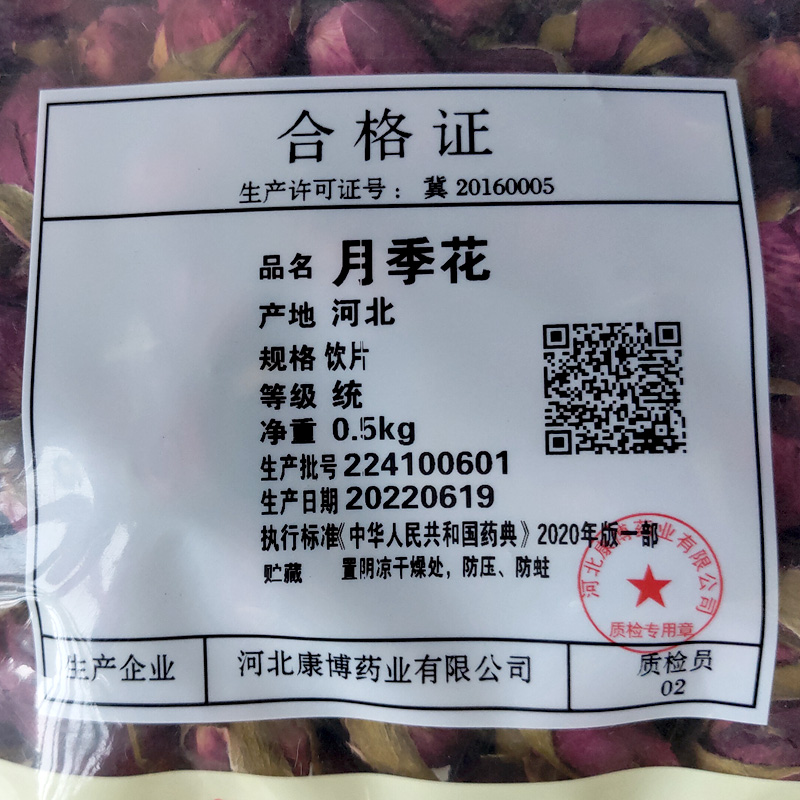 合格证
生产许可证号：冀 20160005
品名 月季花
产地 河北
规格 饮片
等级 统
净重 0.5kg
生产批号 224100601
生产日期 20220619
执行标准《中华人民共和国药典》2020年版一部
贮藏 置阴凉干燥处，防压、防蛀
河北康博药业有限公司
质检专用章
生产企业 河北康博药业有限公司 质检员
02